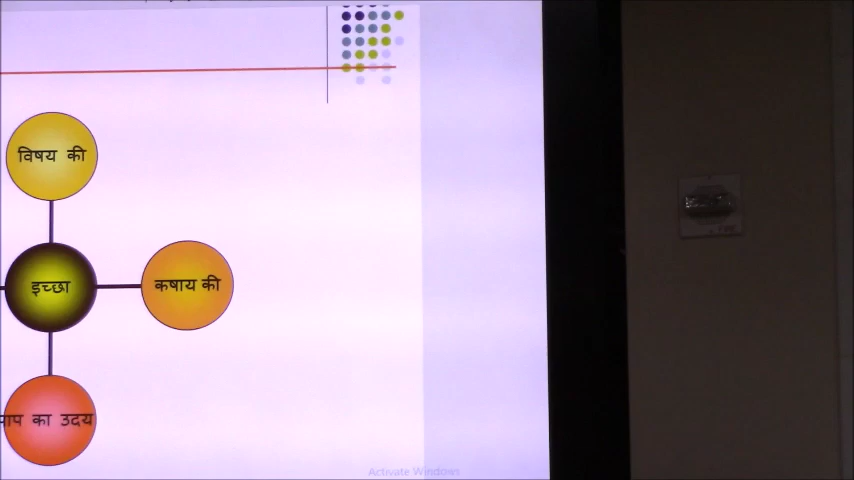 विषय की
इच्छा
कषाय की
पाप का उदय
Activate Windows